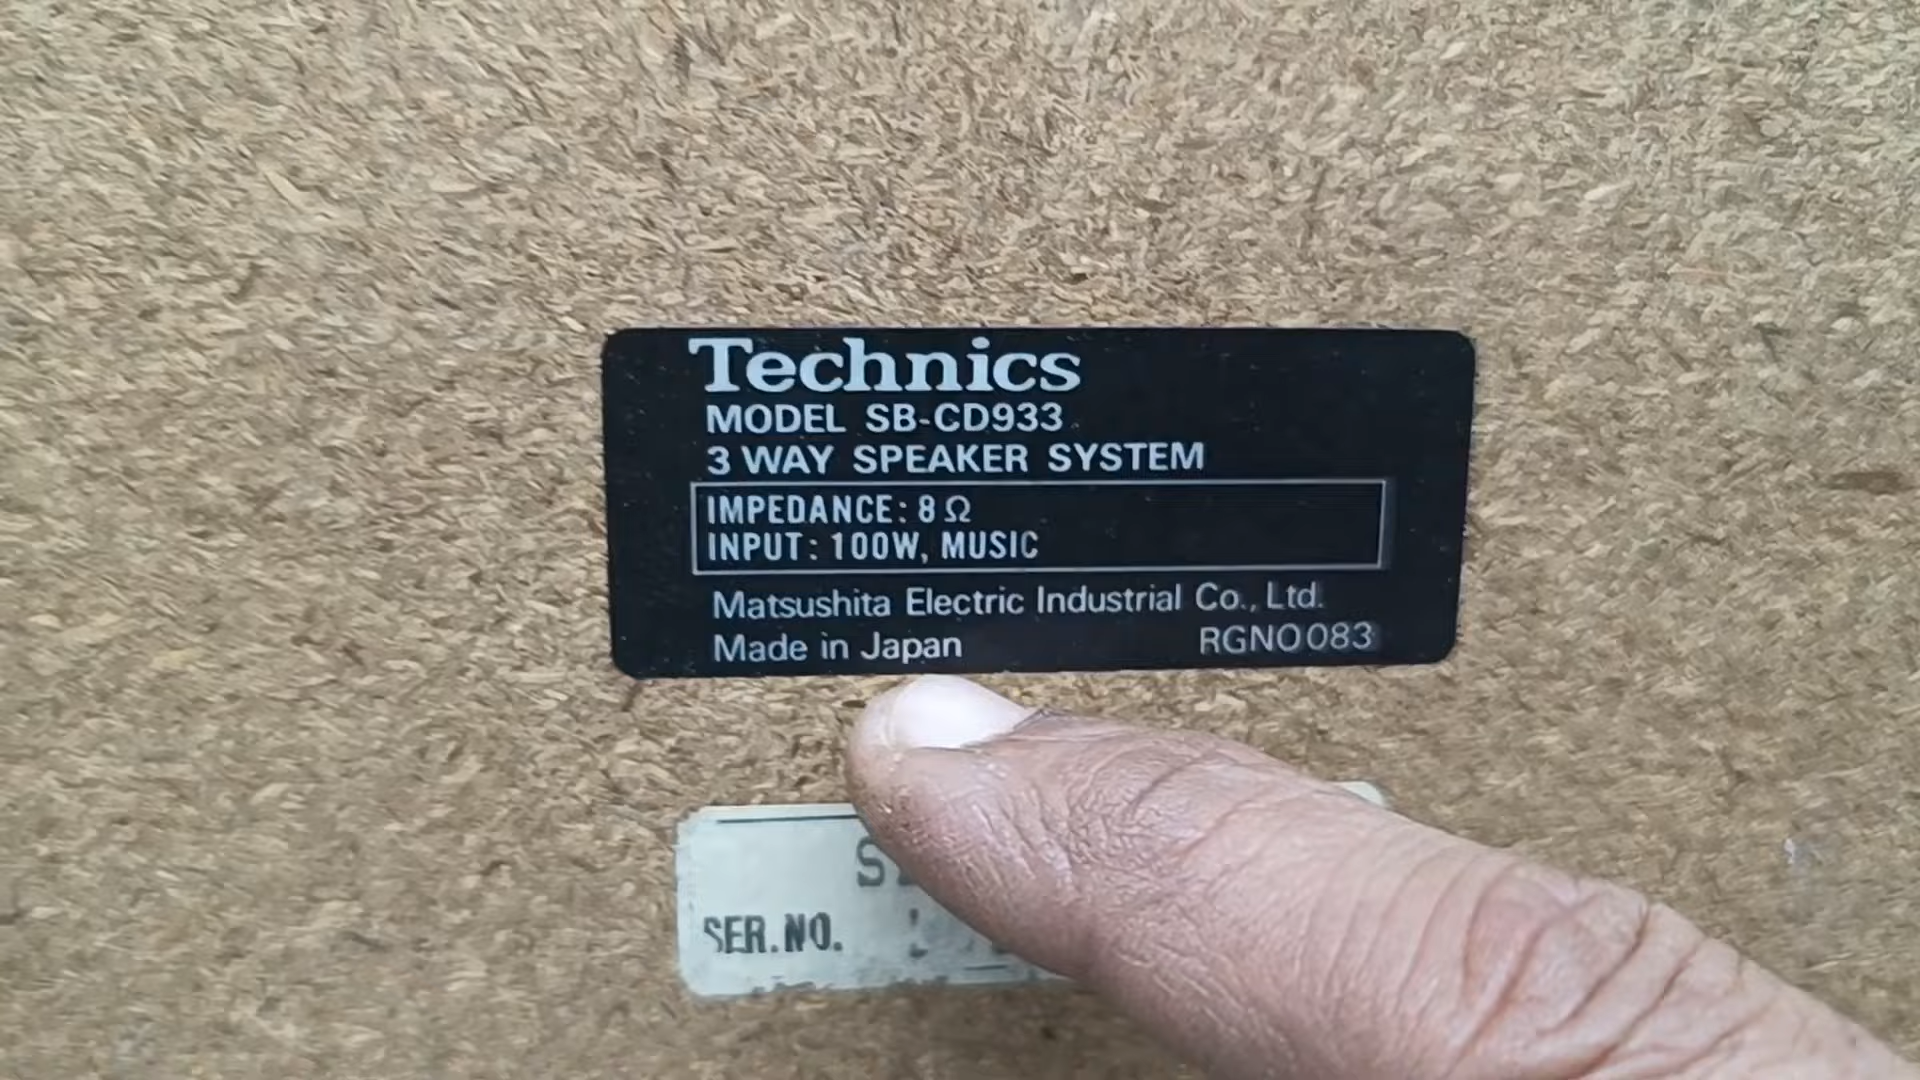 Technics
MODEL SB-CD933
3 WAY SPEAKER SYSTEM
IMPEDANCE: 8 Ω
INPUT: 100W, MUSIC
Matsushita Electric Industrial Co., Ltd.
Made in Japan RGN0083
SER.NO.